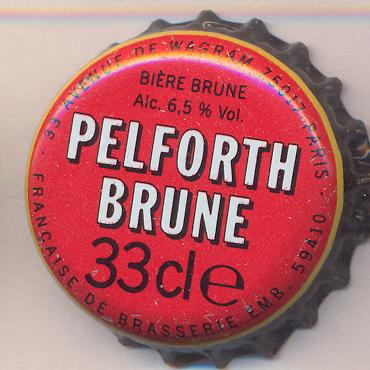 33 AVENUE DE WAGRAM 75017 PARIS -
BIÈRE BRUNE
Alc. 6,5 % Vol.
PELFORTH
BRUNE
33cl e
FRANÇAISE DE BRASSERIE EMB. 59410 -